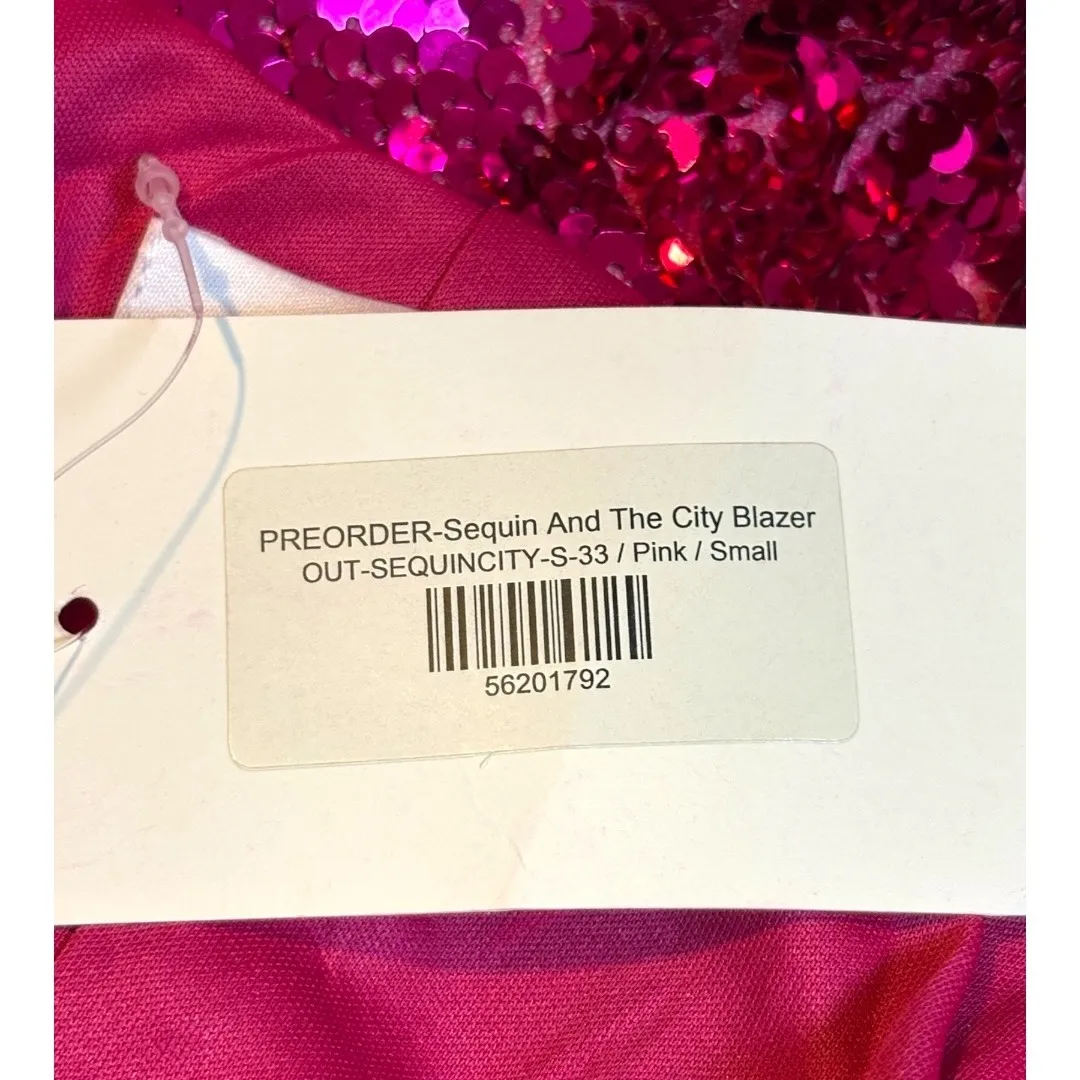 PREORDER-Sequin And The City Blazer
OUT-SEQUINCITY-S-33 / Pink / Small
56201792